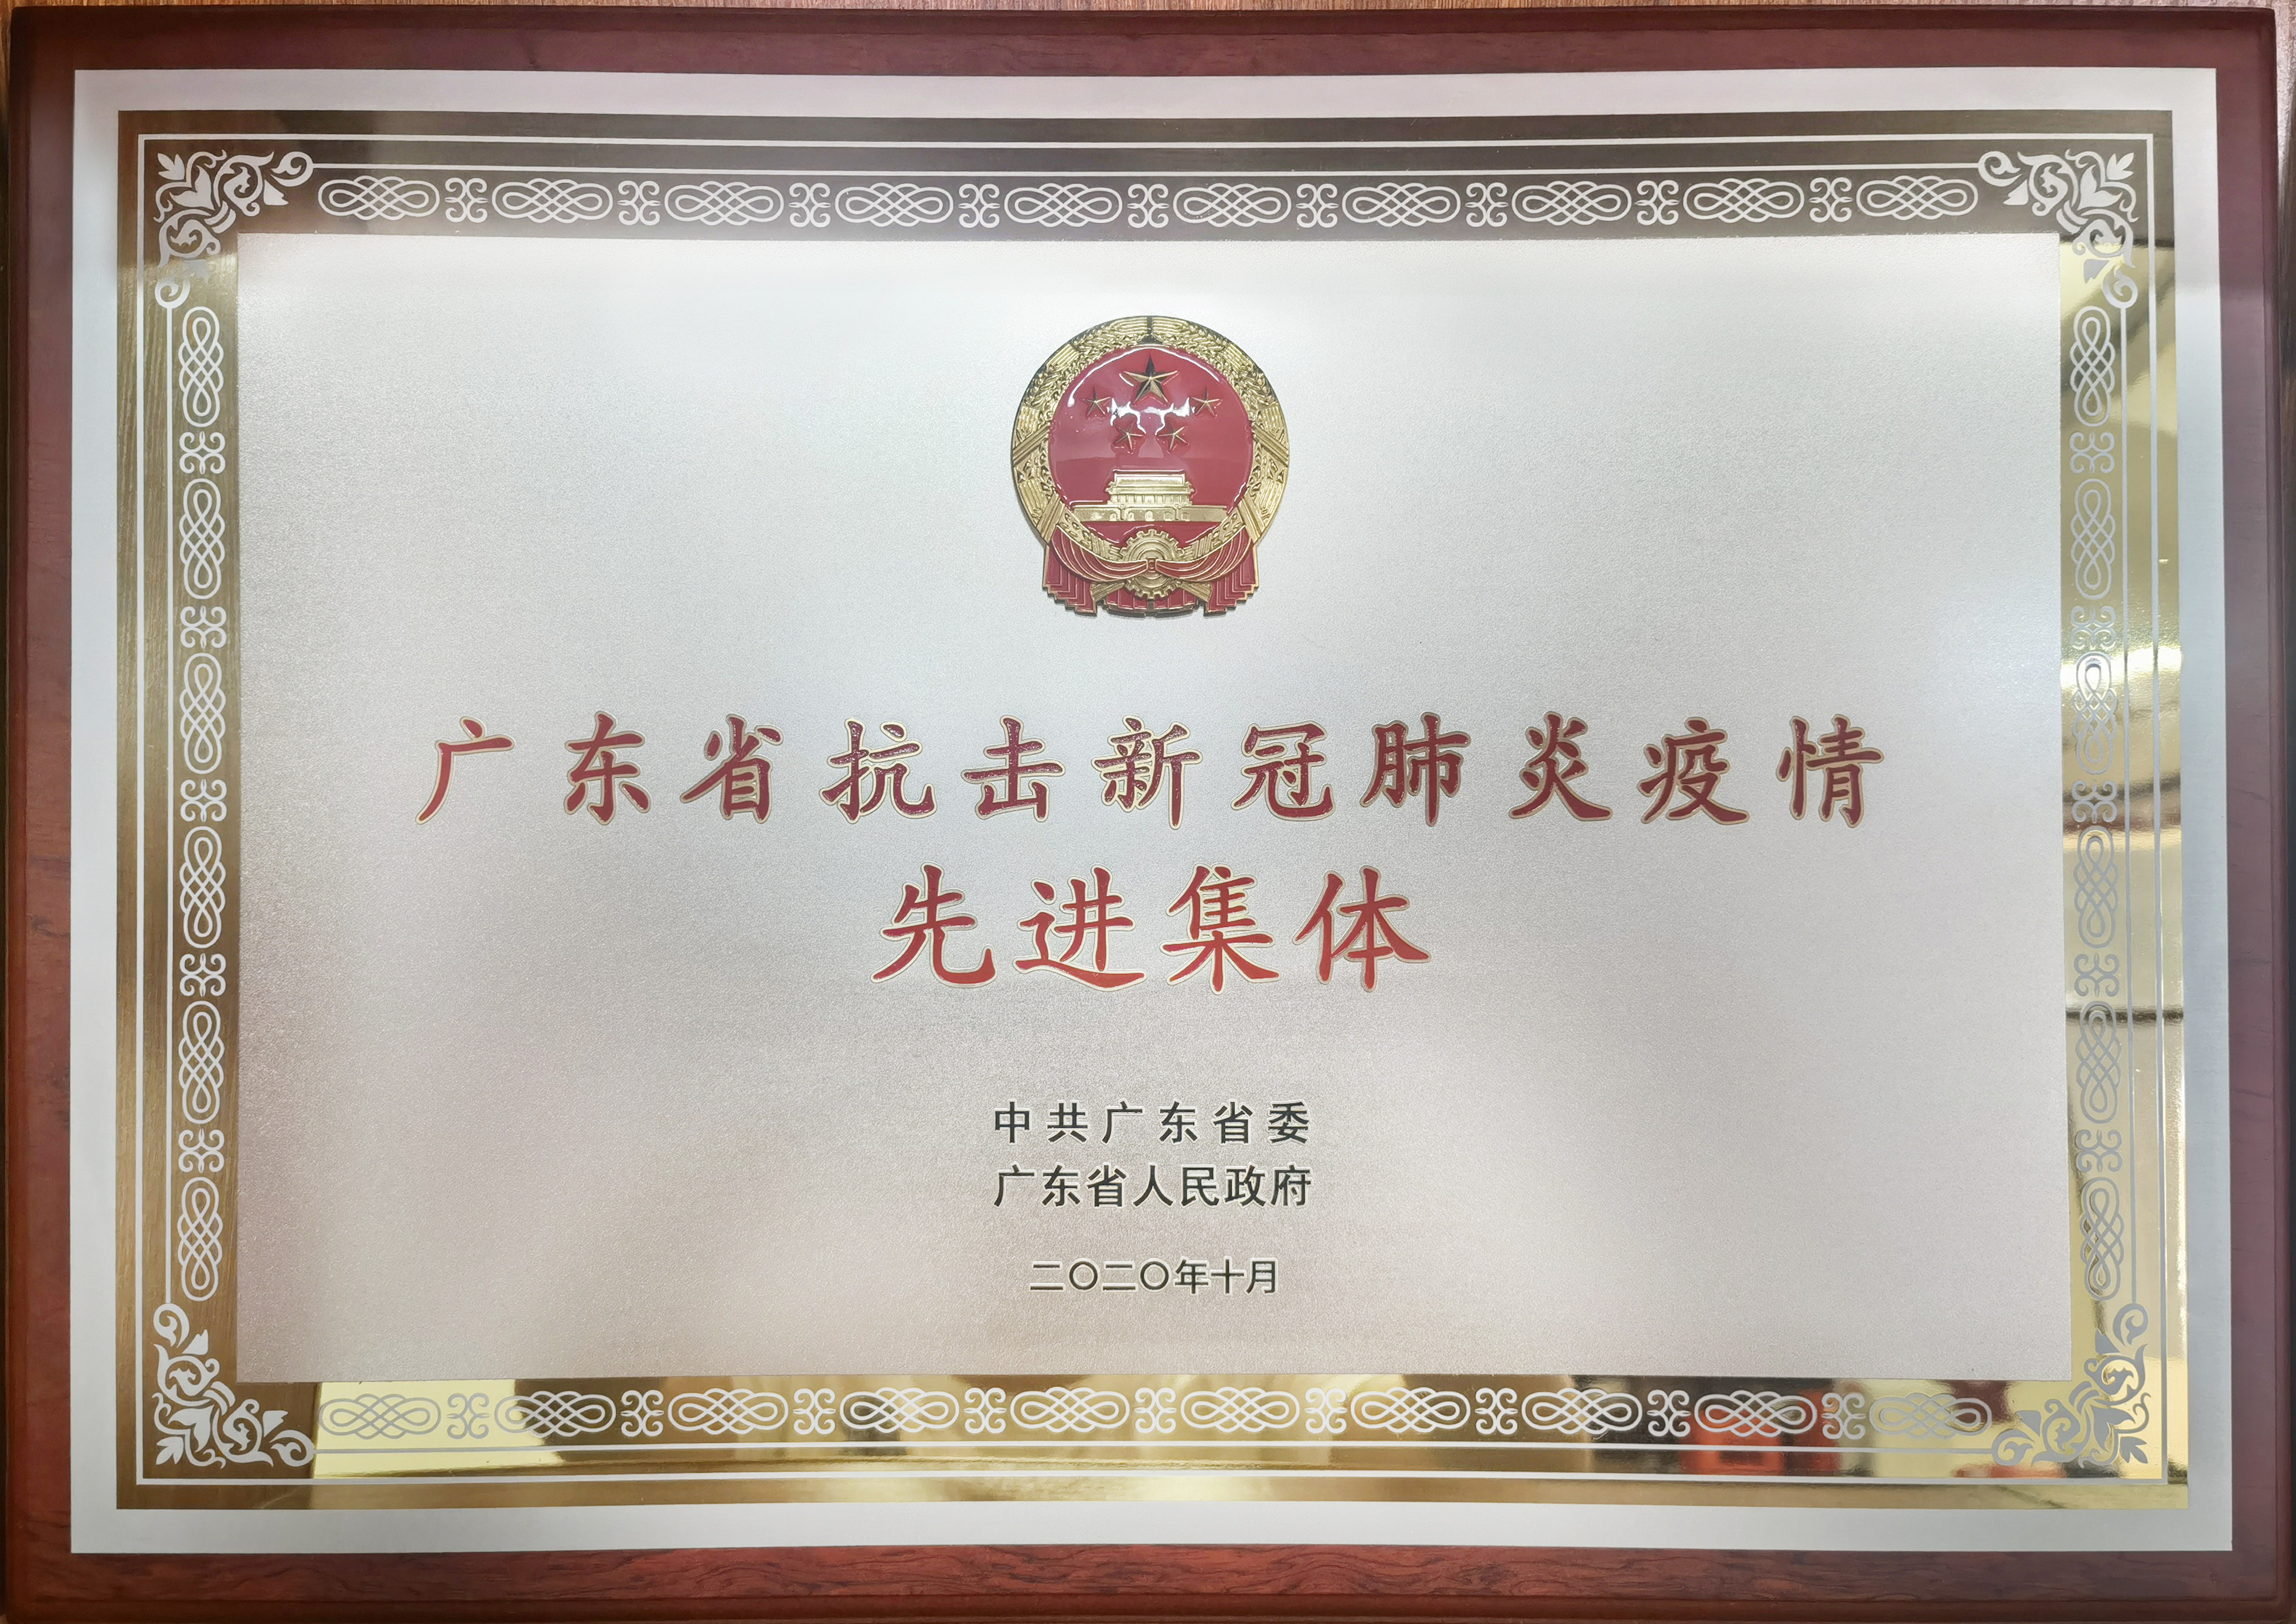 广东省抗击新冠肺炎疫情
先进集体
中共广东省委
广东省人民政府
二〇二〇年十月